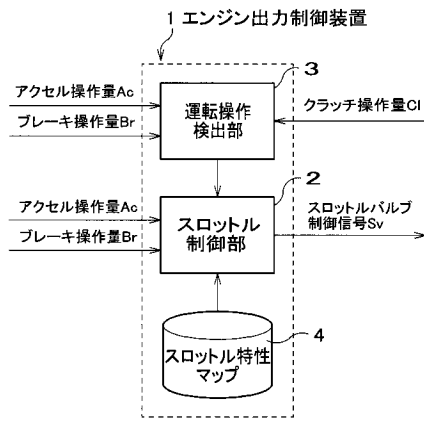 1 エンジン出力制御装置
3
アクセル操作量Ac
ブレーキ操作量Br
運転操作
検出部
クラッチ操作量Cl
2
アクセル操作量Ac
ブレーキ操作量Br
スロットル
制御部
スロットルバルブ
制御信号Sv
4
スロットル特性
マップ